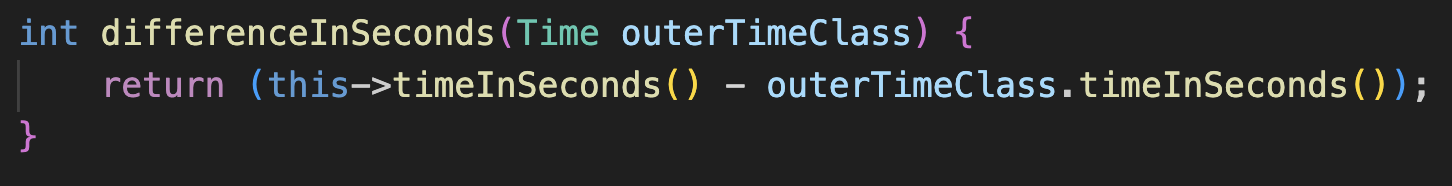 int differenceInSeconds(Time outerTimeClass) {
    return (this->timeInSeconds() - outerTimeClass.timeInSeconds());
}